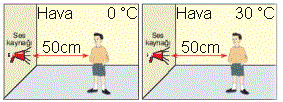 Hava 0 °C
Ses
kaynağı
50cm
Hava 30 °C
Ses
kaynağı
50cm